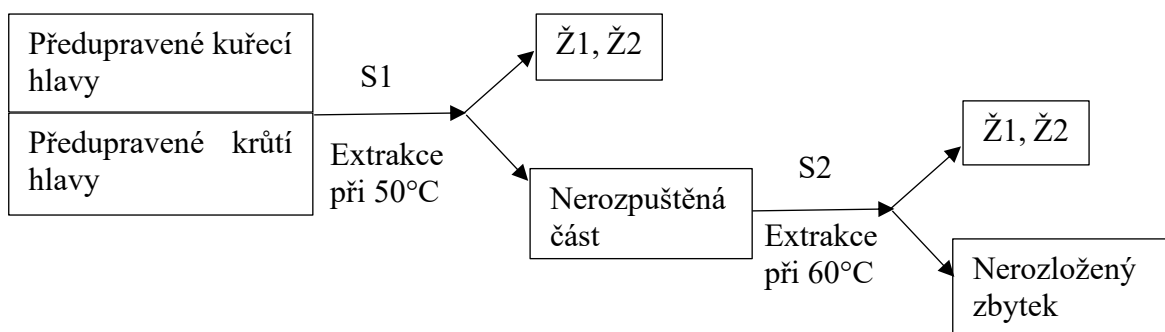 Předupravené kuřecí
hlavy
Předupravené krůtí
hlavy
S1
Extrakce
při 50°C
Ž1, Ž2
Nerozpuštěná
část
S2
Extrakce
při 60°C
Ž1, Ž2
Nerozložený
zbytek